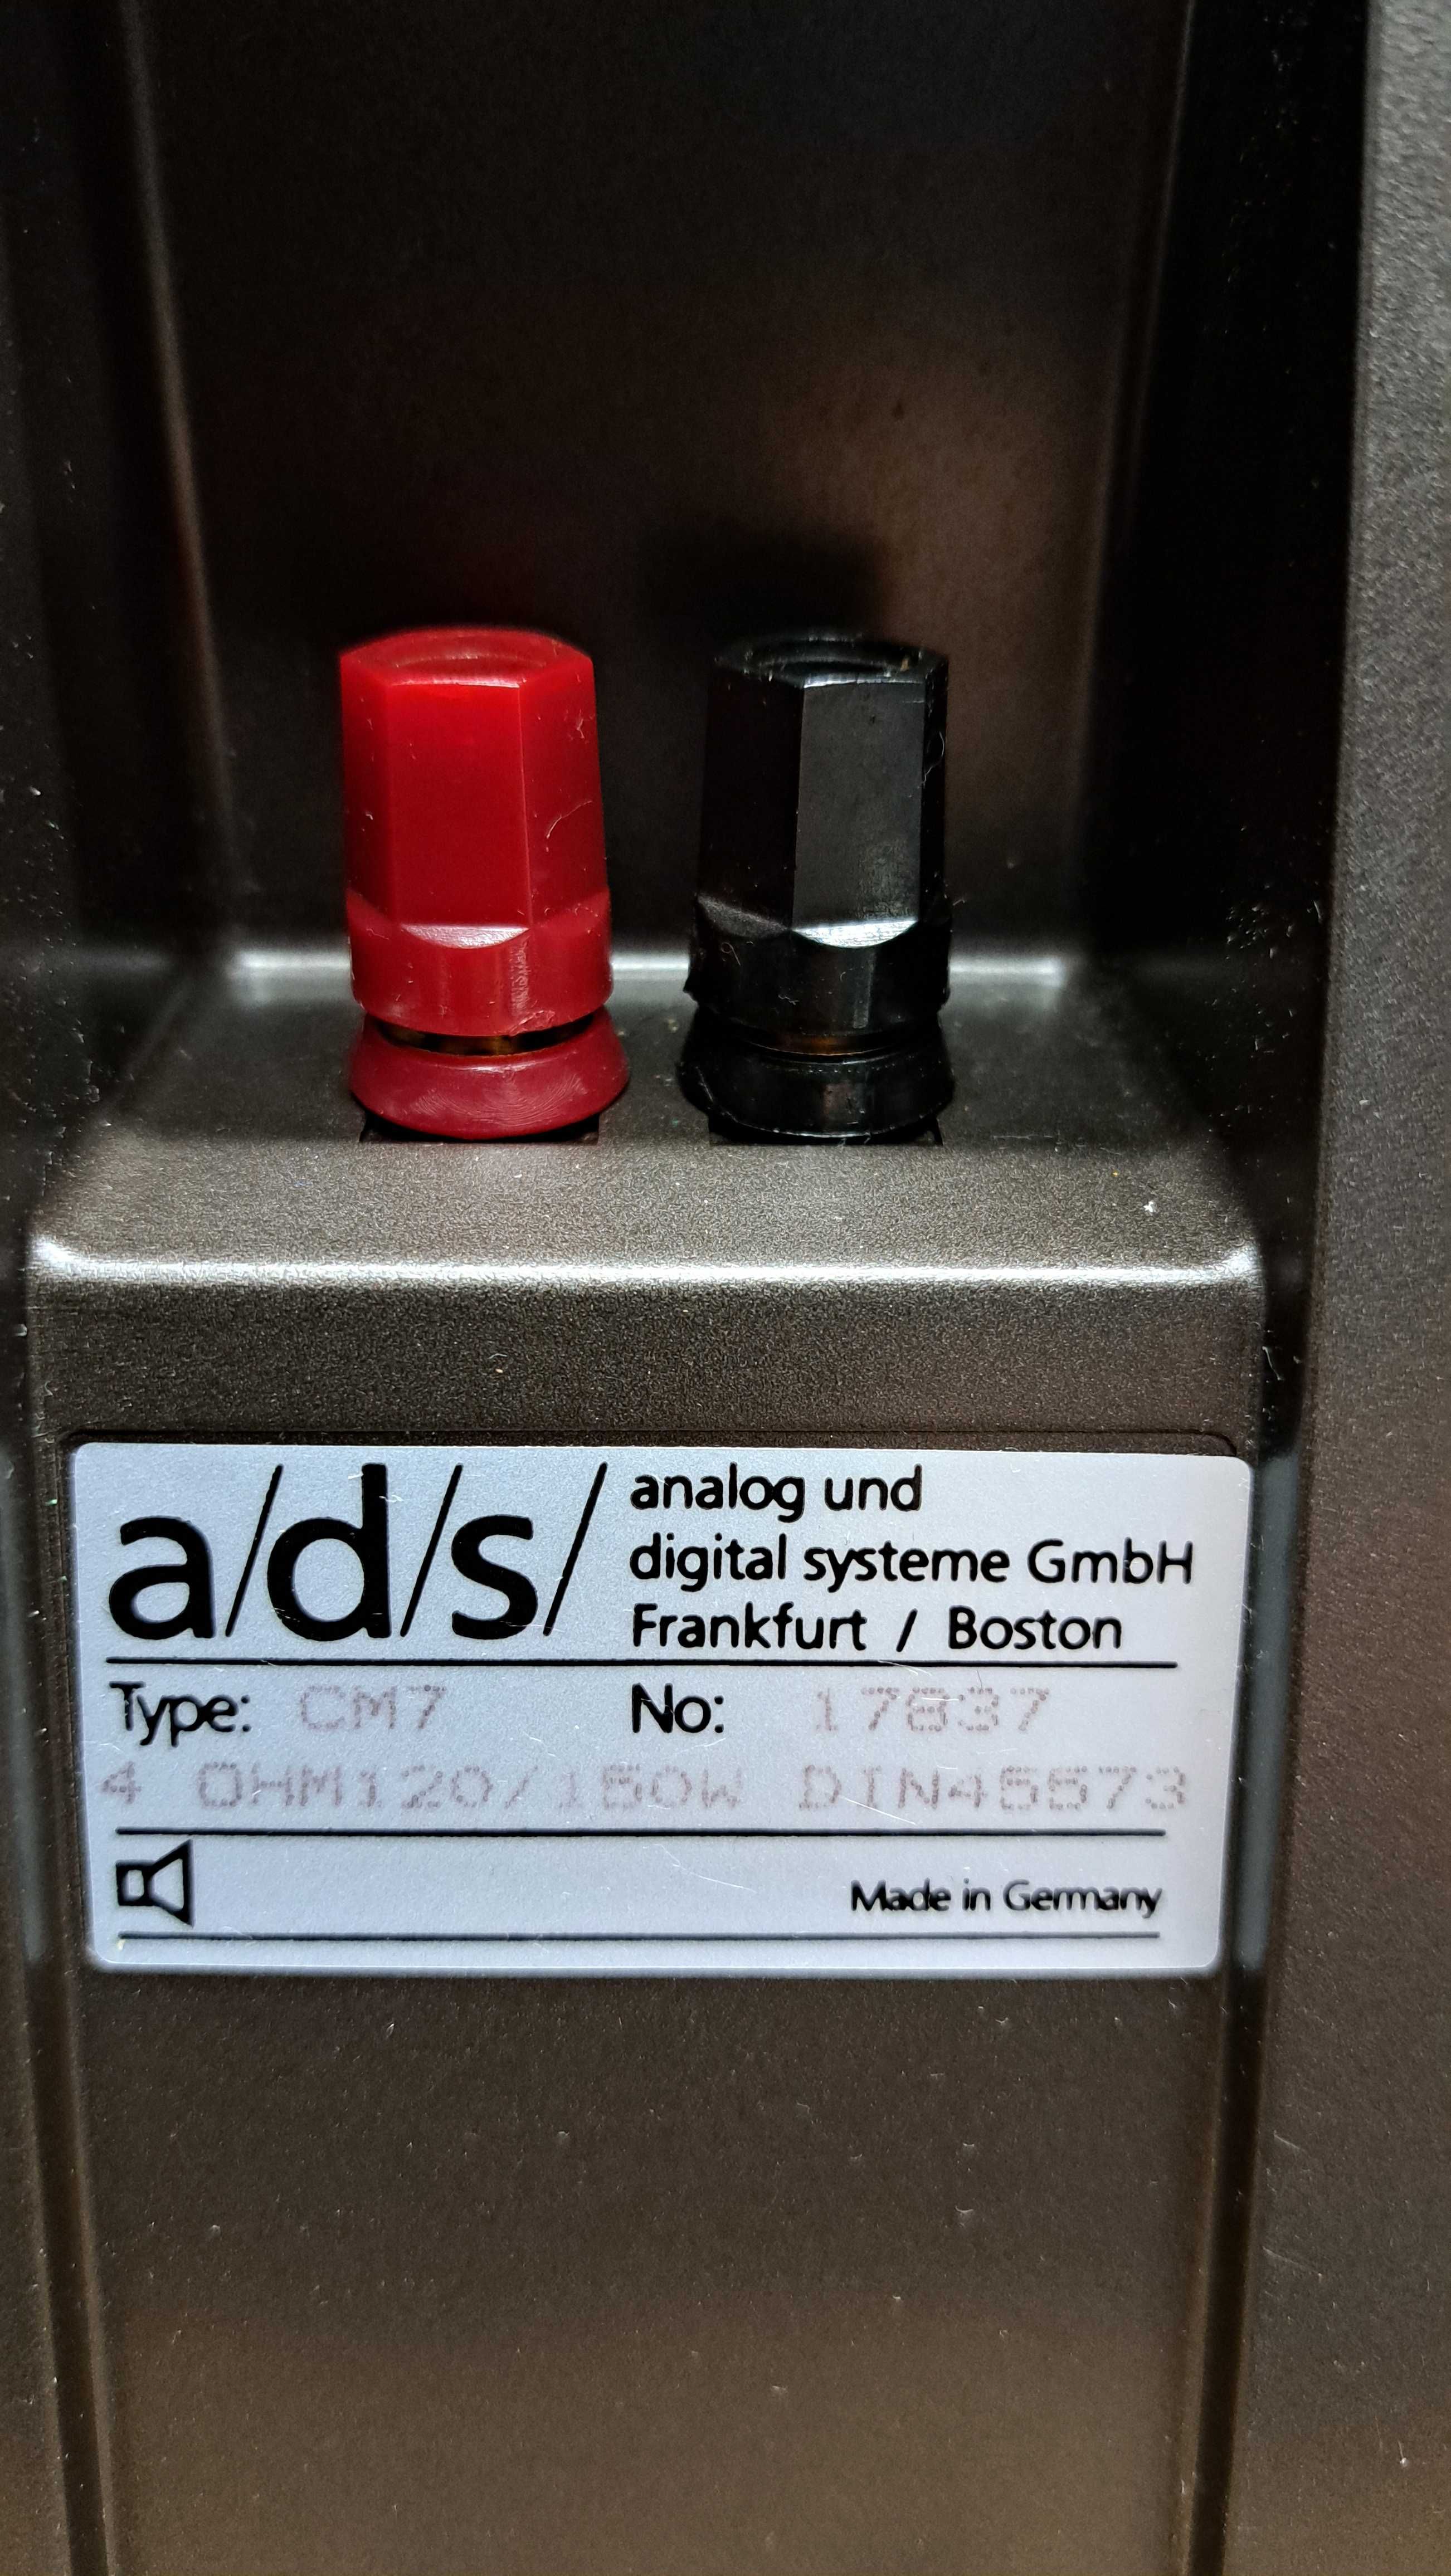 a/d/s/
analog und
digital systeme GmbH
Frankfurt / Boston
Type: CM7 No: 17837
4 OHM120/150W DIN45573
Made in Germany